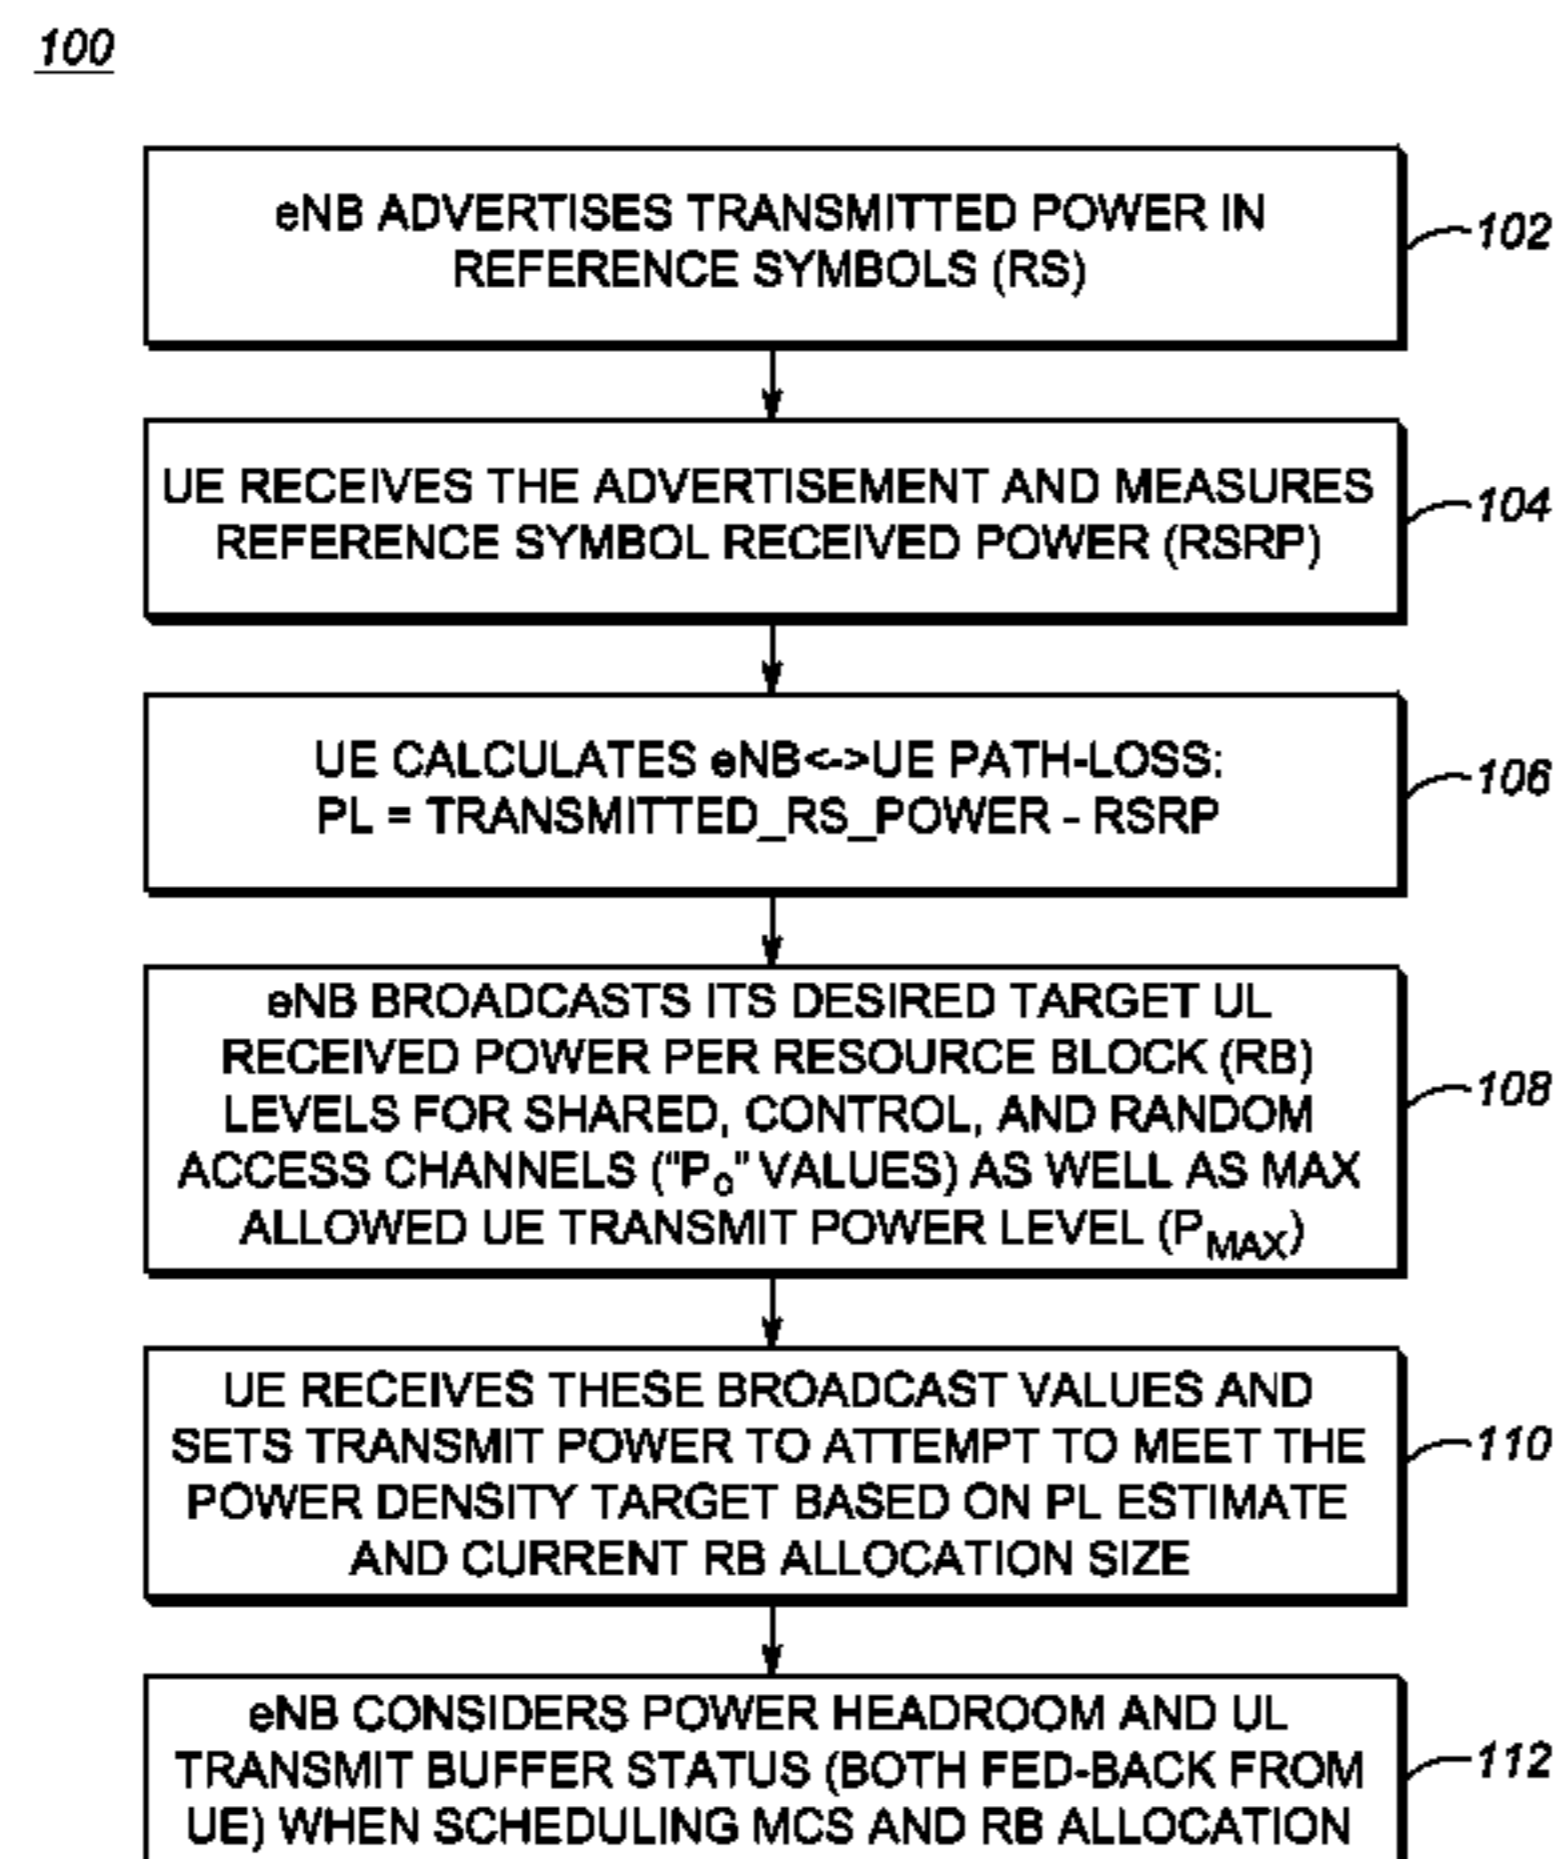 100
eNB ADVERTISES TRANSMITTED POWER IN
REFERENCE SYMBOLS (RS)
102
UE RECEIVES THE ADVERTISEMENT AND MEASURES
REFERENCE SYMBOL RECEIVED POWER (RSRP)
104
UE CALCULATES eNB<->UE PATH-LOSS:
PL = TRANSMITTED_RS_POWER - RSRP
106
eNB BROADCASTS ITS DESIRED TARGET UL
RECEIVED POWER PER RESOURCE BLOCK (RB)
LEVELS FOR SHARED, CONTROL, AND RANDOM
ACCESS CHANNELS ("P₀" VALUES) AS WELL AS MAX
ALLOWED UE TRANSMIT POWER LEVEL (P_MAX)
108
UE RECEIVES THESE BROADCAST VALUES AND
SETS TRANSMIT POWER TO ATTEMPT TO MEET THE
POWER DENSITY TARGET BASED ON PL ESTIMATE
AND CURRENT RB ALLOCATION SIZE
110
eNB CONSIDERS POWER HEADROOM AND UL
TRANSMIT BUFFER STATUS (BOTH FED-BACK FROM
UE) WHEN SCHEDULING MCS AND RB ALLOCATION
112